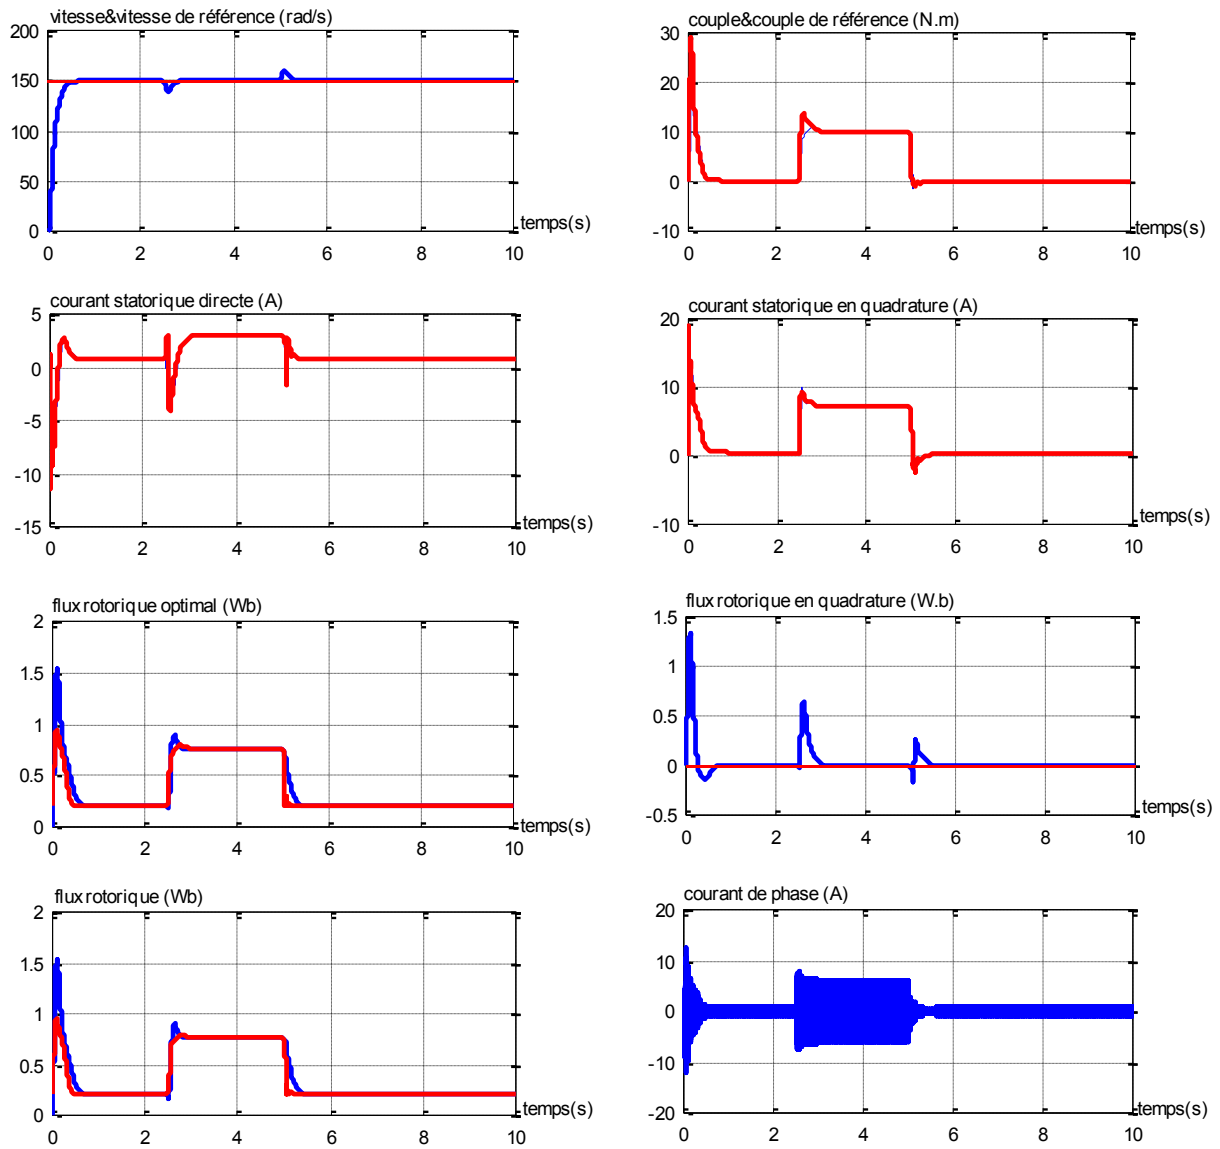 vitesse&vitesse de référence (rad/s)
200
150
100
50
0
0 2 4 6 8 10
temps(s)
couple&couple de référence (N.m)
30
20
10
0
-10
0 2 4 6 8 10
temps(s)
courant statorique directe (A)
5
0
-5
-10
-15
0 2 4 6 8 10
temps(s)
courant statorique en quadrature (A)
20
10
0
-10
0 2 4 6 8 10
temps(s)
flux rotorique optimal (Wb)
2
1.5
1
0.5
0
0 2 4 6 8 10
temps(s)
flux rotorique en quadrature (W.b)
1.5
1
0.5
0
-0.5
0 2 4 6 8 10
temps(s)
flux rotorique (Wb)
2
1.5
1
0.5
0
0 2 4 6 8 10
temps(s)
courant de phase (A)
20
10
0
-10
-20
0 2 4 6 8 10
temps(s)